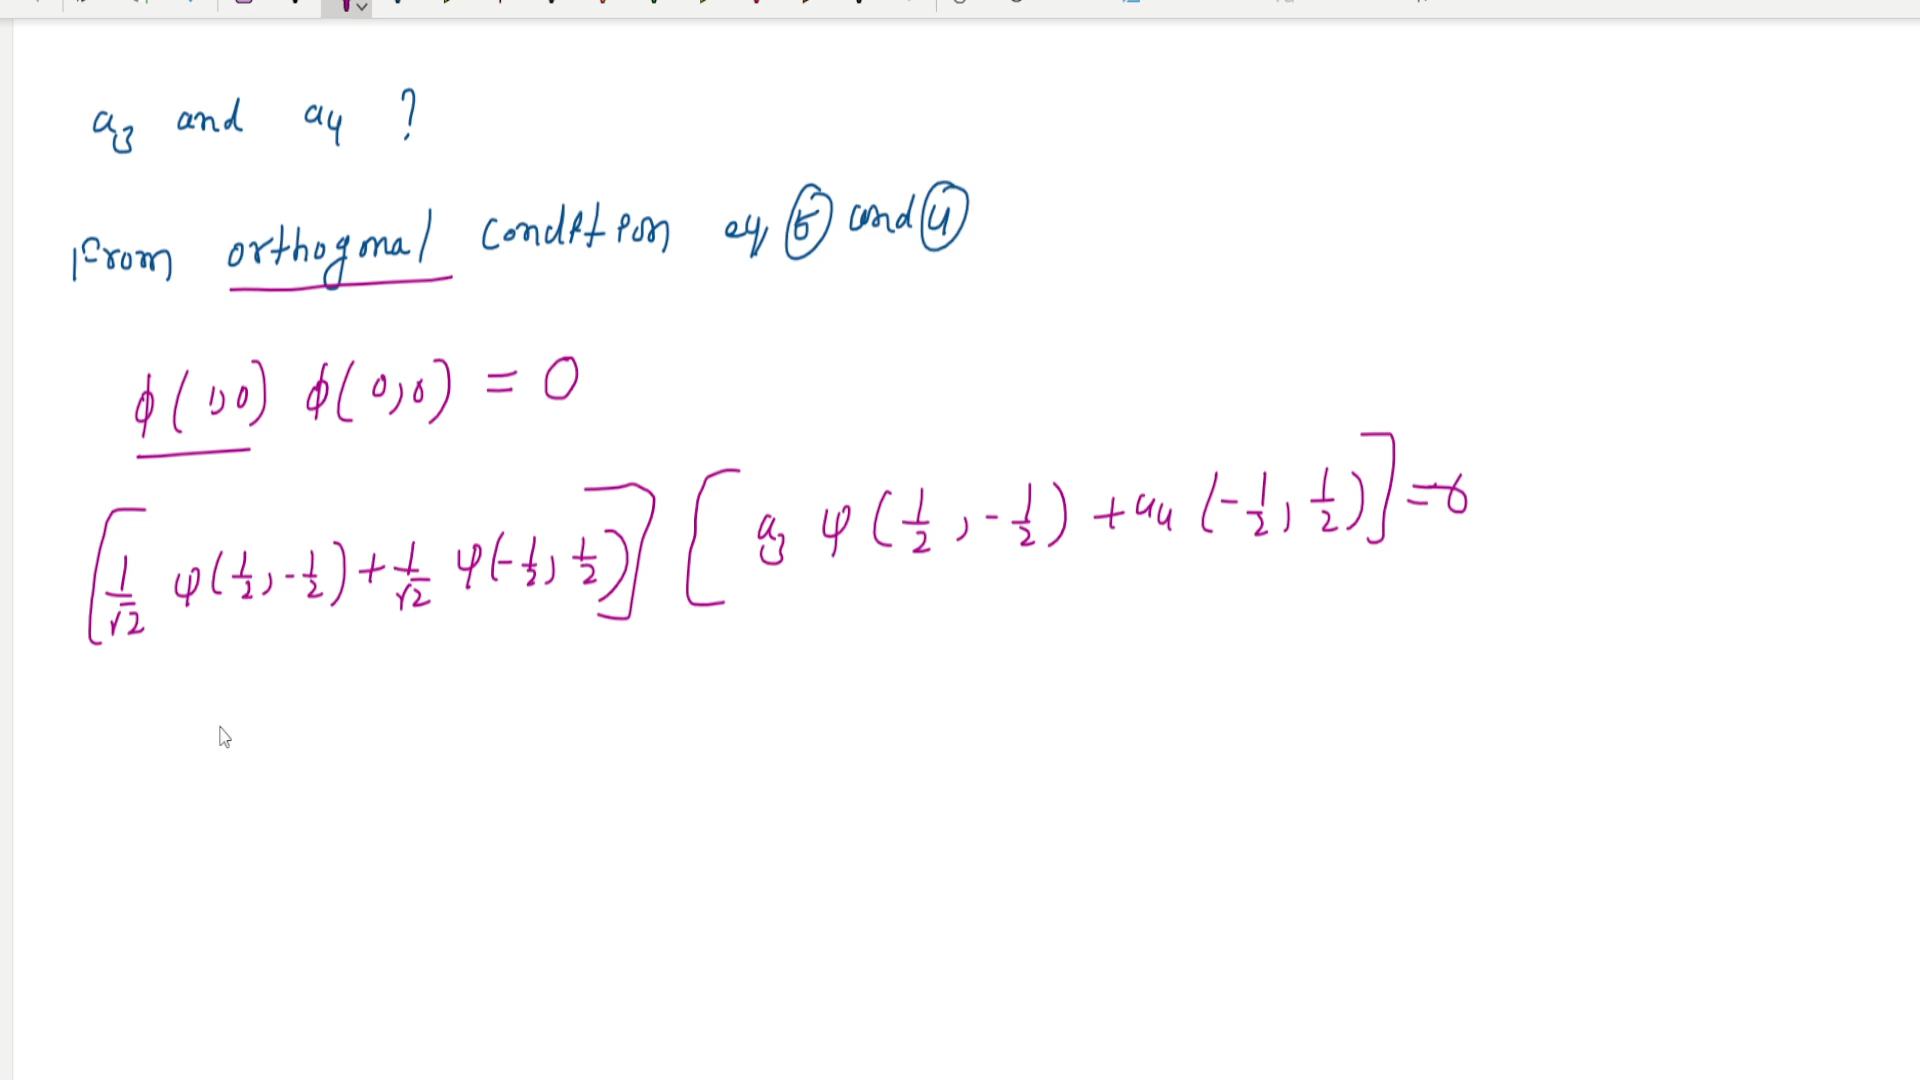 a₃ and a₄ ?
From orthogonal condition eq ⑤ and ④
ϕ(1,0) ϕ(0,0) = 0
[1/√2 ψ(1/2, -1/2) + 1/√2 ψ(-1/2, 1/2)] [a₃ ψ(1/2, -1/2) + a₄ (-1/2, 1/2)] = 0